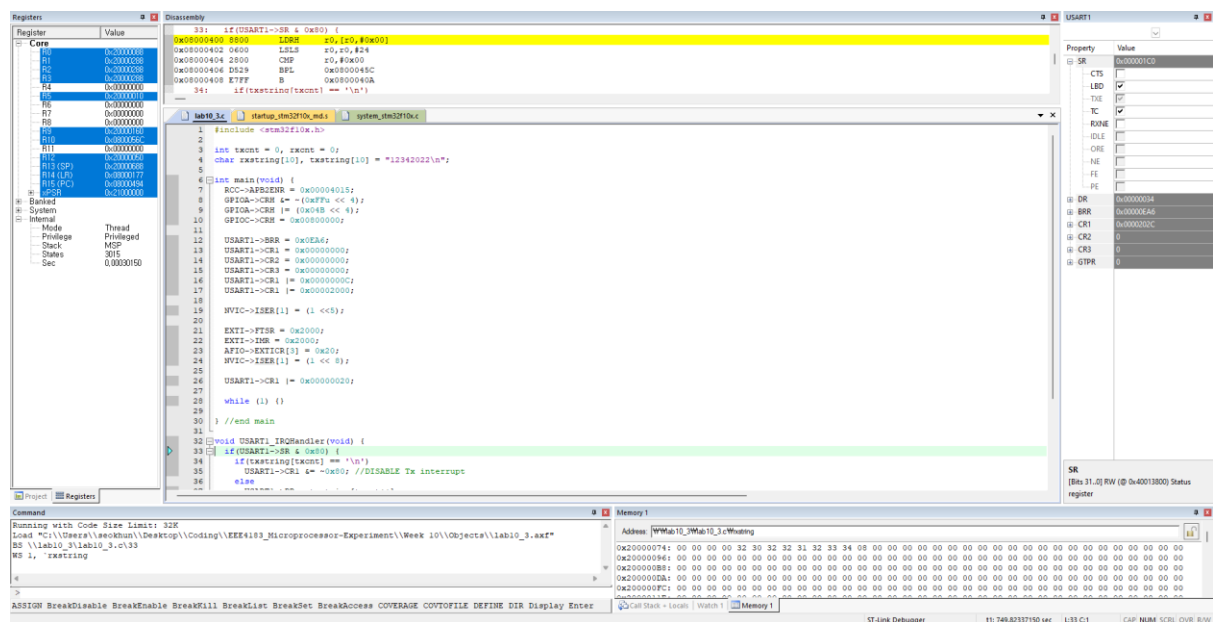 Registers
Register Value
Core
R0 0x20000088
R1 0x20000288
R2 0x20000288
R3 0x20000288
R4 0x00000000
R5 0x20000010
R6 0x00000000
R7 0x00000000
R8 0x00000000
R9 0x20000160
R10 0x0800056C
R11 0x00000000
R12 0x20000050
R13 (SP) 0x20000688
R14 (LR) 0x08000177
R15 (PC) 0x08000494
xPSR 0x21000000
Banked
System
Internal
Mode Thread
Privilege Privileged
Stack MSP
States 3015
Sec 0,00030150
Project Registers
Disassembly
33: if(USART1->SR & 0x80) {
0x08000400 8800 LDRH r0,[r0,#0x00]
0x08000402 0600 LSLS r0,r0,#24
0x08000404 2800 CMP r0,#0x00
0x08000406 D529 BPL 0x0800045C
0x08000408 E7FF B 0x0800040A
34: if(txstring[txcnt] == '\n')
lab10_3.c startup_stm32f10x_md.s system_stm32f10x.c
1 #include <stm32f10x.h>
2
3 int txcnt = 0, rxcnt = 0;
4 char rxstring[10], txstring[10] = "12342022\n";
5
6 int main(void) {
7 RCC->APB2ENR = 0x00004015;
8 GPIOA->CRH &= ~(0xFFu << 4);
9 GPIOA->CRH |= (0x04B << 4);
10 GPIOC->CRH = 0x00800000;
11
12 USART1->BRR = 0x0EA6;
13 USART1->CR1 = 0x00000000;
14 USART1->CR2 = 0x00000000;
15 USART1->CR3 = 0x00000000;
16 USART1->CR1 |= 0x0000000C;
17 USART1->CR1 |= 0x00002000;
18
19 NVIC->ISER[1] = (1 <<5);
20
21 EXTI->FTSR = 0x2000;
22 EXTI->IMR = 0x2000;
23 AFIO->EXTICR[3] = 0x20;
24 NVIC->ISER[1] = (1 << 8);
25
26 USART1->CR1 |= 0x00000020;
27
28 while (1) {}
29
30 } //end main
31
32 void USART1_IRQHandler(void) {
33 if(USART1->SR & 0x80) {
34 if(txstring[txcnt] == '\n')
35 USART1->CR1 &= ~0x80; //DISABLE Tx interrupt
36 else
USART1
Property Value
SR 0x000001C0
CTS
LBD
TXE
TC
RXNE
IDLE
ORE
NE
FE
PE
DR 0x00000034
BRR 0x00000EA6
CR1 0x0000202C
CR2 0
CR3 0
GTPR 0
SR
[Bits 31..0] RW (@ 0x40013800) Status
register
Command
Running with Code Size Limit: 32K
Load "C:\\Users\\seokhun\\Desktop\\Coding\\EEE4183_Microprocessor-Experiment\\Week 10\\Objects\\lab10_3.axf"
BS \\lab10_3\lab10_3.c\33
WS 1, `rxstring
>
ASSIGN BreakDisable BreakEnable BreakKill BreakList BreakSet BreakAccess COVERAGE COVTOFILE DEFINE DIR Display Enter
Memory 1
Address: ₩₩lab10_3₩lab10_3.c₩rxstring
0x20000074: 00 00 00 00 32 30 32 32 31 32 33 34 08 00 00 00 00 00 00 00 00 00 00 00 00 00 00 00 00 00 00 00 00 00
0x20000096: 00 00 00 00 00 00 00 00 00 00 00 00 00 00 00 00 00 00 00 00 00 00 00 00 00 00 00 00 00 00 00 00 00 00
0x200000B8: 00 00 00 00 00 00 00 00 00 00 00 00 00 00 00 00 00 00 00 00 00 00 00 00 00 00 00 00 00 00 00 00 00 00
0x200000DA: 00 00 00 00 00 00 00 00 00 00 00 00 00 00 00 00 00 00 00 00 00 00 00 00 00 00 00 00 00 00 00 00 00 00
0x200000FC: 00 00 00 00 00 00 00 00 00 00 00 00 00 00 00 00 00 00 00 00 00 00 00 00 00 00 00 00 00 00 00 00 00 00
Call Stack + Locals Watch 1 Memory 1
ST-Link Debugger t1: 749.82337150 sec L:33 C:1 CAP NUM SCRL OVR R/W